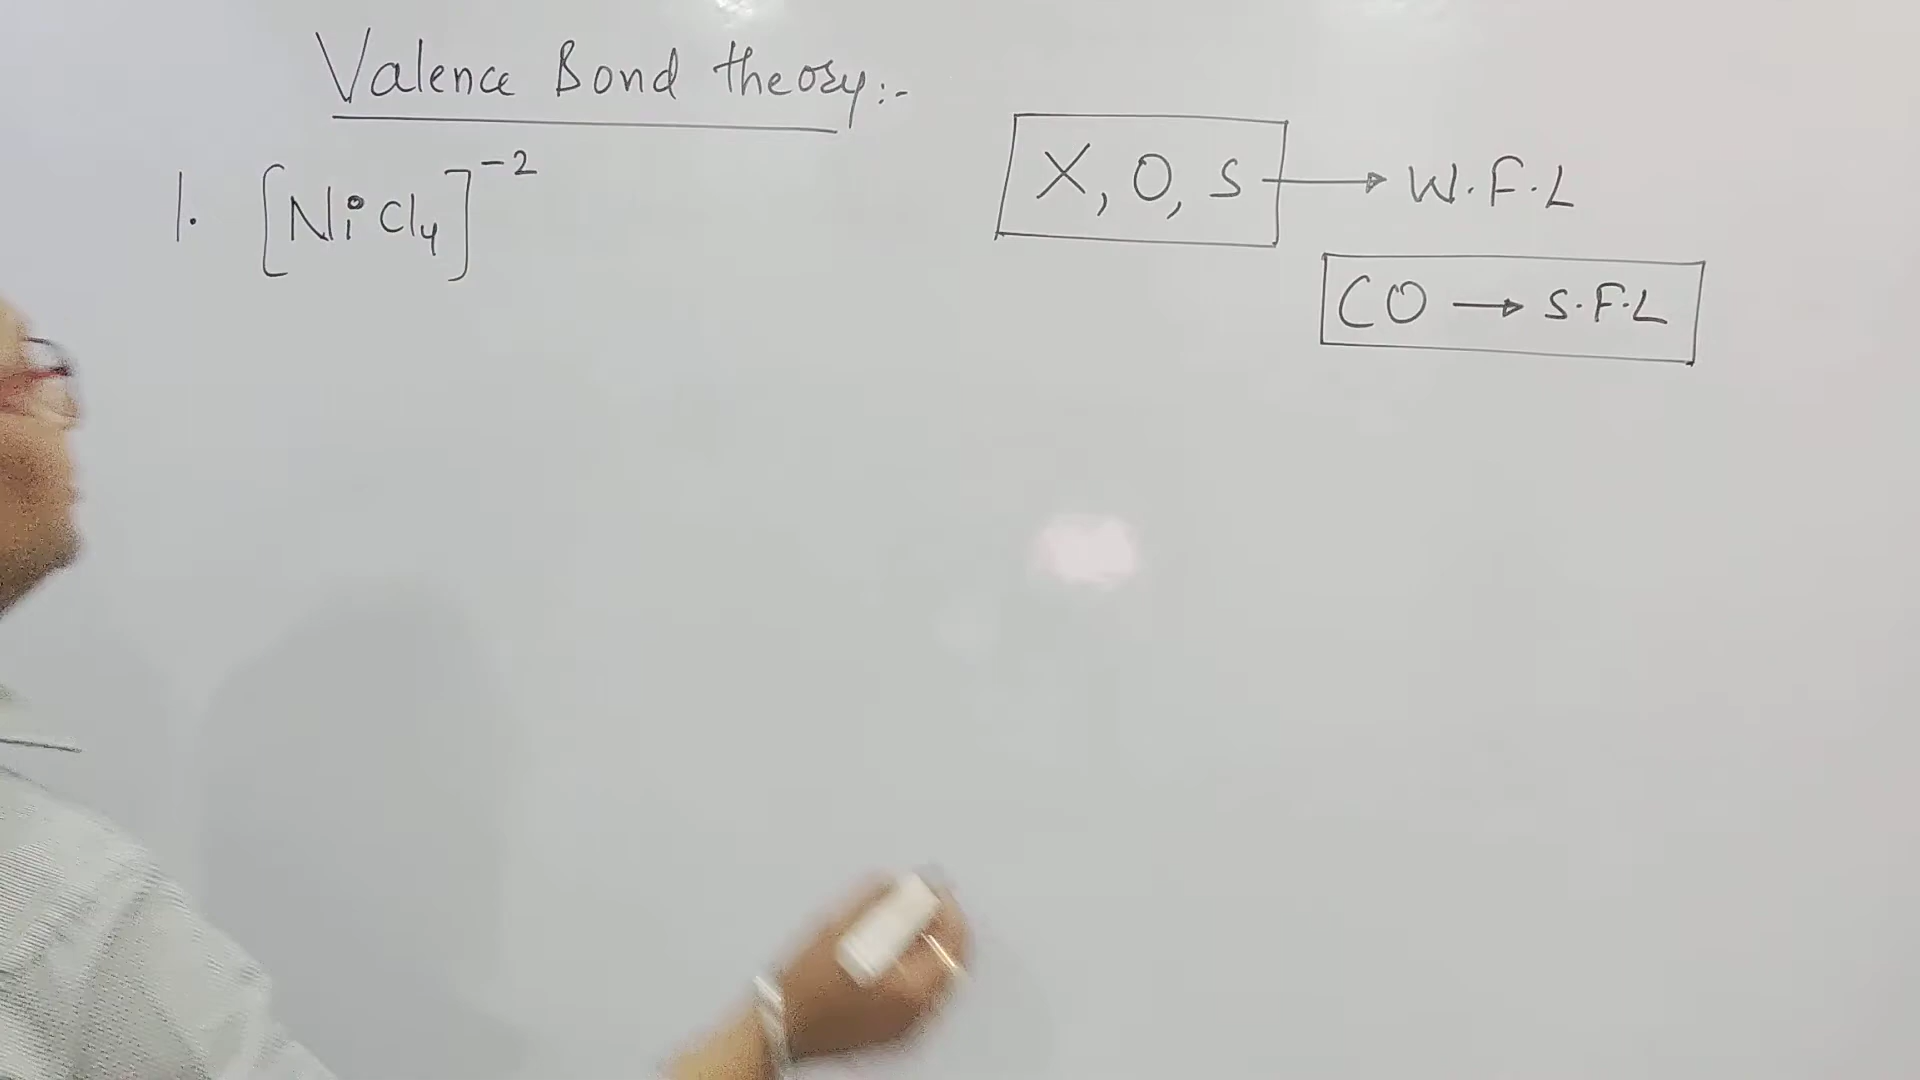 Valence Bond theory:-
1. [NiCl₄]⁻²
X, O, S → W.F.L
CO → S.F.L